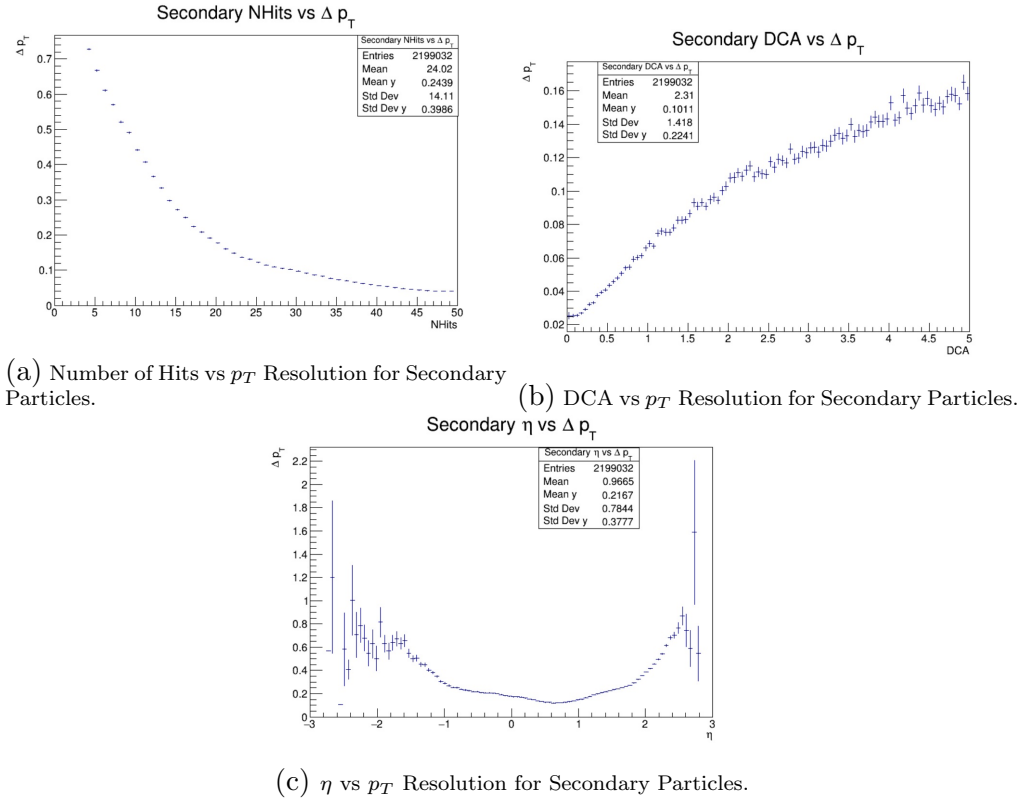 Secondary NHits vs Δ p_T
Δ p_T
0.7
0.6
0.5
0.4
0.3
0.2
0.1
0
0 5 10 15 20 25 30 35 40 45 50
NHits
Secondary NHits vs Δ p_T
Entries 2199032
Mean 24.02
Mean y 0.2439
Std Dev 14.11
Std Dev y 0.3986
(a) Number of Hits vs p_T Resolution for Secondary
Particles.
Secondary DCA vs Δ p_T
Δ p_T
0.16
0.14
0.12
0.1
0.08
0.06
0.04
0.02
0 0.5 1 1.5 2 2.5 3 3.5 4 4.5 5
DCA
Secondary DCA vs Δ p_T
Entries 2199032
Mean 2.31
Mean y 0.1011
Std Dev 1.418
Std Dev y 0.2241
(b) DCA vs p_T Resolution for Secondary Particles.
Secondary η vs Δ p_T
Δ p_T
2.2
2
1.8
1.6
1.4
1.2
1
0.8
0.6
0.4
0.2
0
−3 −2 −1 0 1 2 3
η
Secondary η vs Δ p_T
Entries 2199032
Mean 0.9665
Mean y 0.2167
Std Dev 0.7844
Std Dev y 0.3777
(c) η vs p_T Resolution for Secondary Particles.